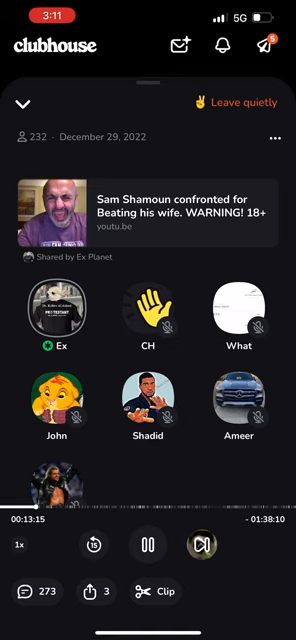 3:11
5G
clubhouse
5
Leave quietly
232 · December 29, 2022
Sam Shamoun confronted for
Beating his wife. WARNING! 18+
youtu.be
Shared by Ex Planet
PROTESTANT
Ex
CH
What
John
Shadid
Ameer
00:13:15
- 01:38:10
1x
15
273
3
Clip